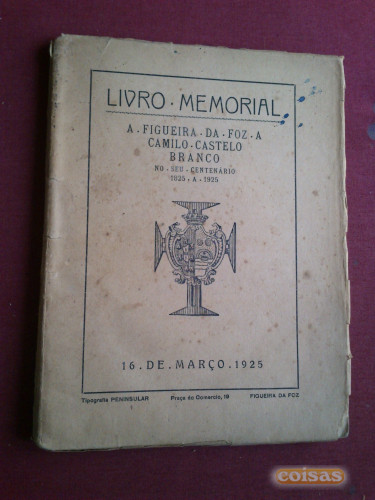 LIVRO · MEMORIAL
A · FIGUEIRA · DA · FOZ · A
CAMILO · CASTELO
BRANCO
NO · SEU · CENTENÁRIO
1825 · A · 1925
16 . DE . MARÇO . 1925
Tipografia PENINSULAR Praça do Comercio, 19 FIGUEIRA DA FOZ
coisas